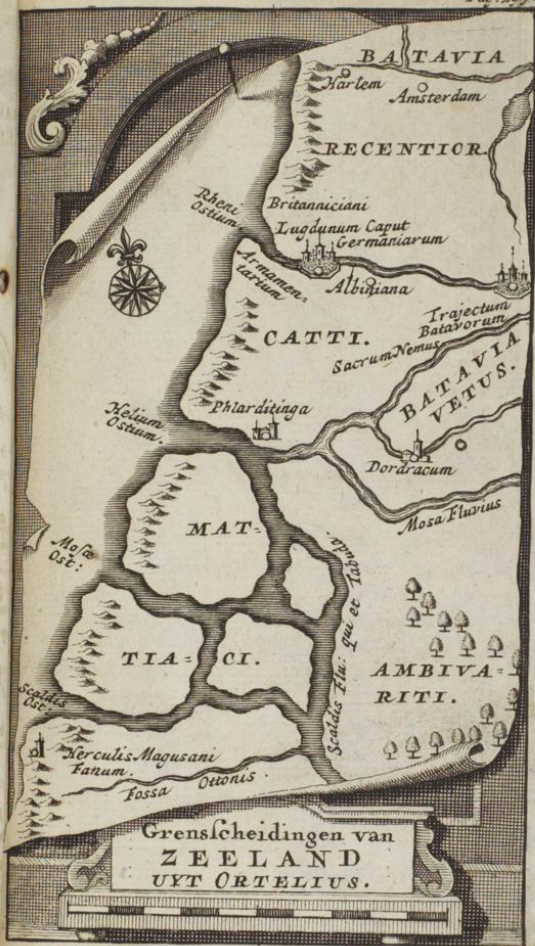 BATAVIA
Harlem
Amsterdam
RECENTIOR.
Rheni
Ostium.
Britanniciani
Lugdunum Caput
Germaniarum
Armamen-
tarium
Albiniana
Trajectum
Batavorum
CATTI.
Sacrum Nemus
BATAVIA
VETUS.
Helium
Ostium.
Phlarditinga
Dordracum
Mosa Fluvius
MAT-
Mosæ
Ost:
Scaldis Flu: qui et Tabuda.
TIA-
CI.
AMBIVA-
RITI.
Scaldis
Ost:
Herculis Magusani
Fanum.
Fossa Ottonis.
Grensscheidingen van
ZEELAND
UYT ORTELIUS.